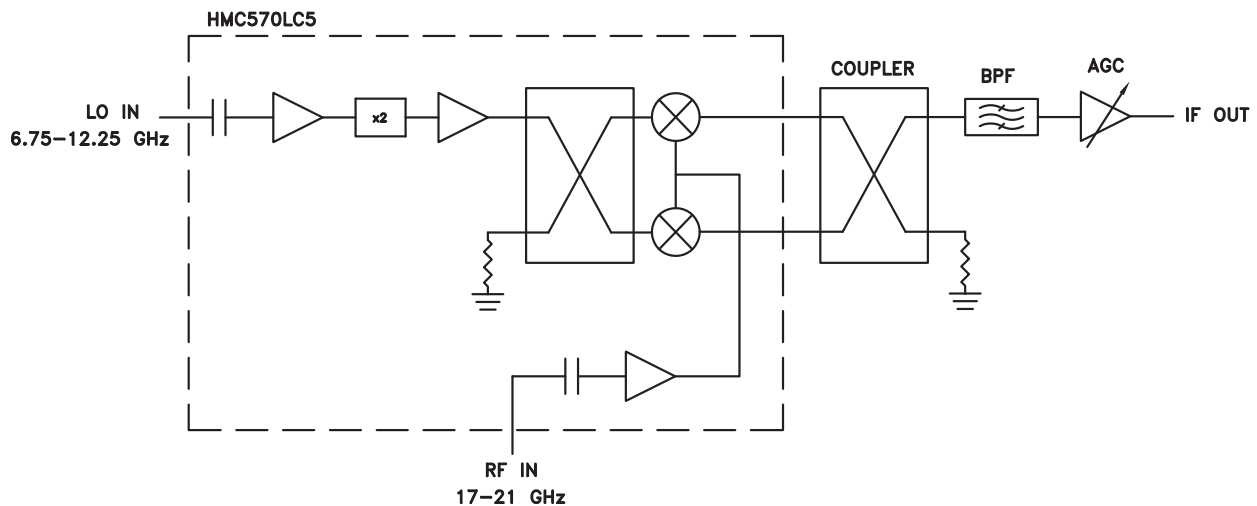 HMC570LC5
COUPLER
BPF
AGC
LO IN
6.75–12.25 GHz
x2
IF OUT
RF IN
17–21 GHz